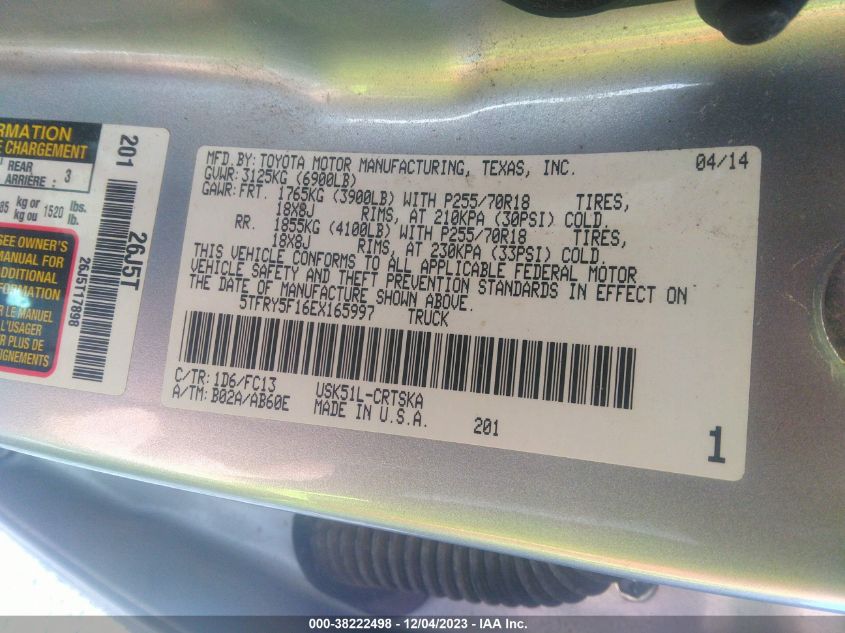 RMATION
E CHARGEMENT
REAR
ARRIÈRE : 3
kg or 1520 lbs.
kg ou lb.
SEE OWNER'S
MANUAL FOR
ADDITIONAL
INFORMATION
LE MANUEL
L'USAGER
R PLUS DE
IGNEMENTS
201
26J5T
26J5T17898
MFD.BY:TOYOTA MOTOR MANUFACTURING, TEXAS, INC. 04/14
GVWR:3125KG (6900LB)
GAWR:FRT. 1765KG (3900LB) WITH P255/70R18 TIRES,
18X8J RIMS, AT 210KPA (30PSI) COLD.
RR. 1855KG (4100LB) WITH P255/70R18 TIRES,
18X8J RIMS, AT 230KPA (33PSI) COLD.
THIS VEHICLE CONFORMS TO ALL APPLICABLE FEDERAL MOTOR
VEHICLE SAFETY AND THEFT PREVENTION STANDARDS IN EFFECT ON
THE DATE OF MANUFACTURE SHOWN ABOVE.
5TFRY5F16EX165997 TRUCK
C/TR:1D6/FC13 USK51L-CRTSKA
A/TM:B02A/AB60E MADE IN U.S.A. 201
1
000-38222498 - 12/04/2023 - IAA Inc.